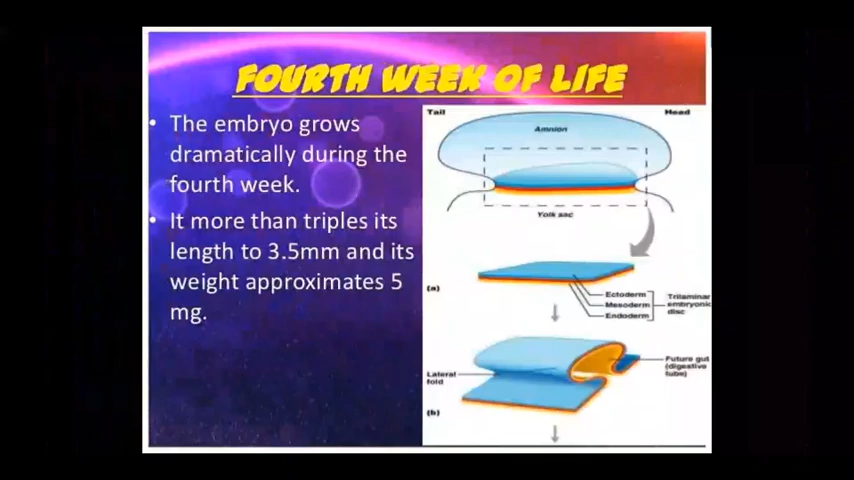 FOURTH WEEK OF LIFE
• The embryo grows
dramatically during the
fourth week.
• It more than triples its
length to 3.5mm and its
weight approximates 5
mg.
Tail
Head
Amnion
Yolk sac
(a)
Ectoderm
Mesoderm
Endoderm
Trilaminar
embryonic
disc
Lateral
fold
Future gut
(digestive
tube)
(b)